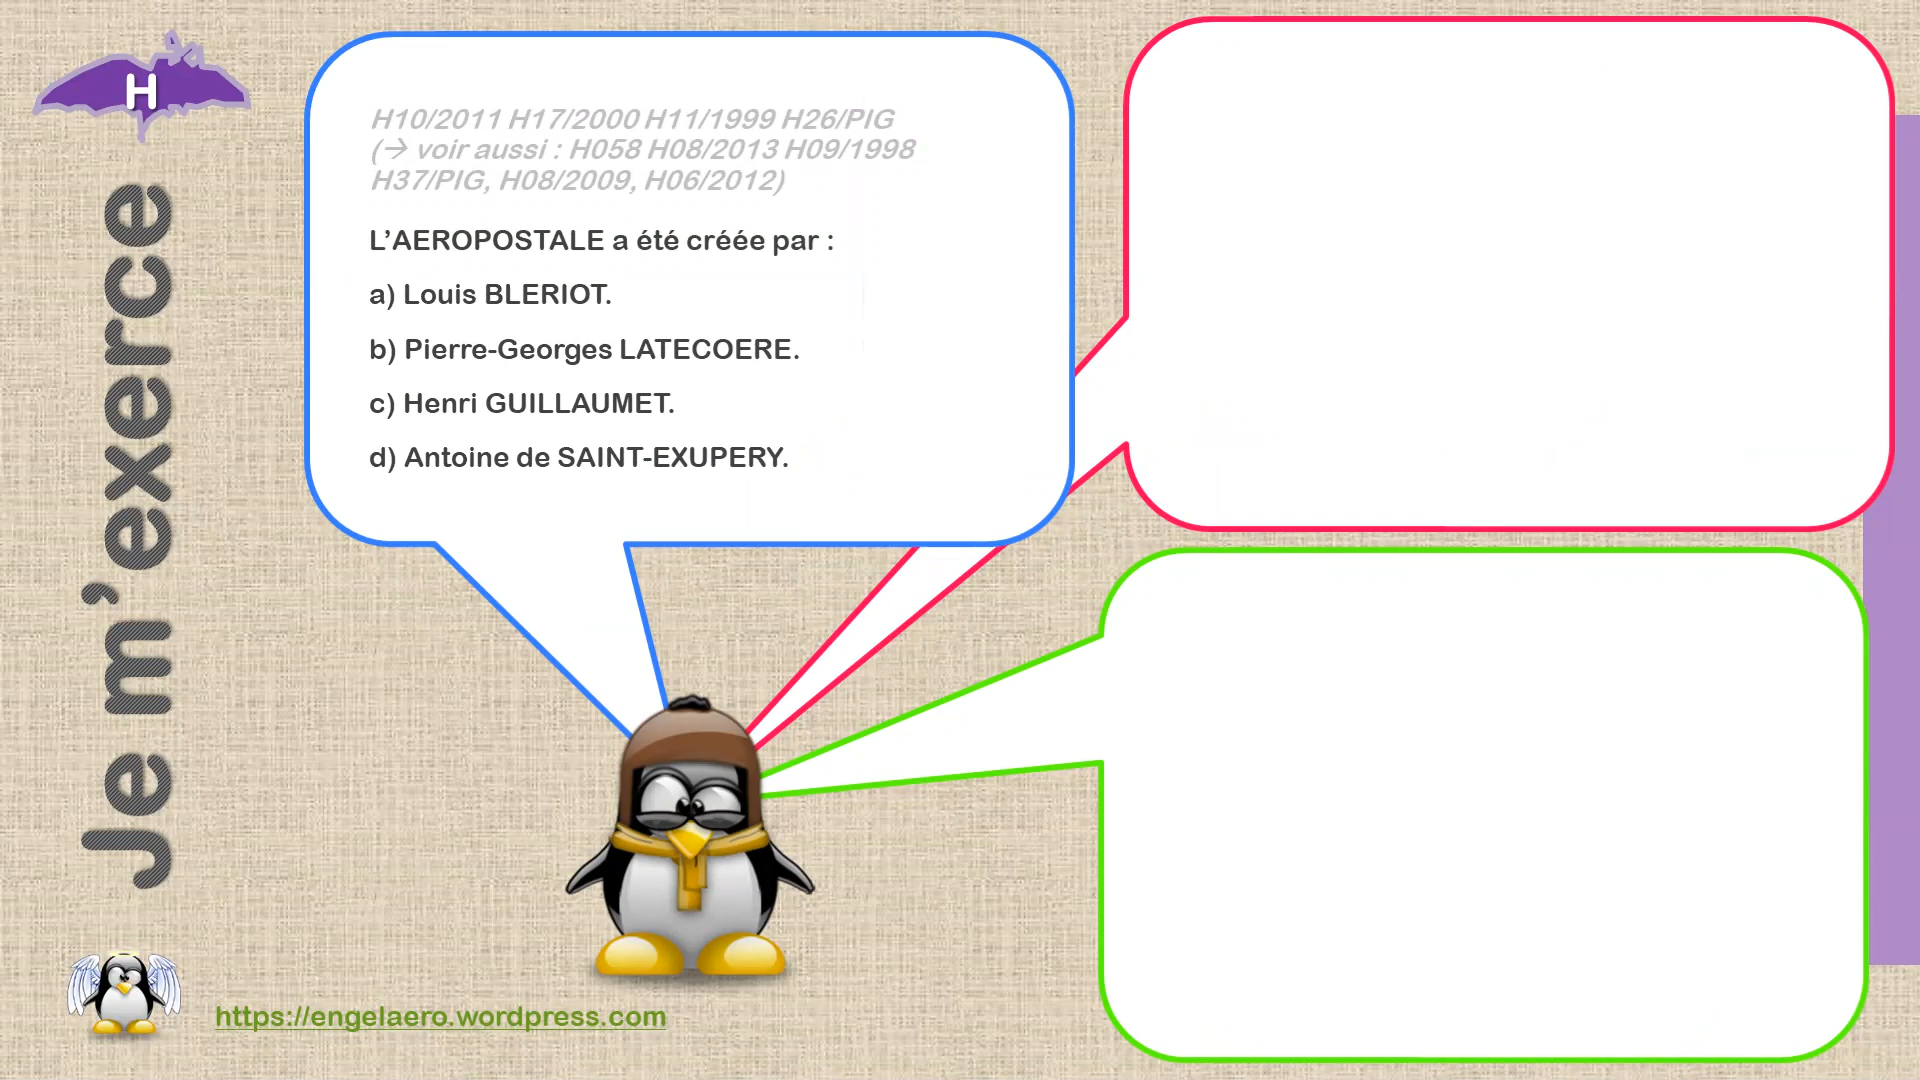 H
Je m’exerce
H10/2011 H17/2000 H11/1999 H26/PIG
(→ voir aussi : H058 H08/2013 H09/1998
H37/PIG, H08/2009, H06/2012)
L’AEROPOSTALE a été créée par :
a) Louis BLERIOT.
b) Pierre-Georges LATECOERE.
c) Henri GUILLAUMET.
d) Antoine de SAINT-EXUPERY.
https://engelaero.wordpress.com